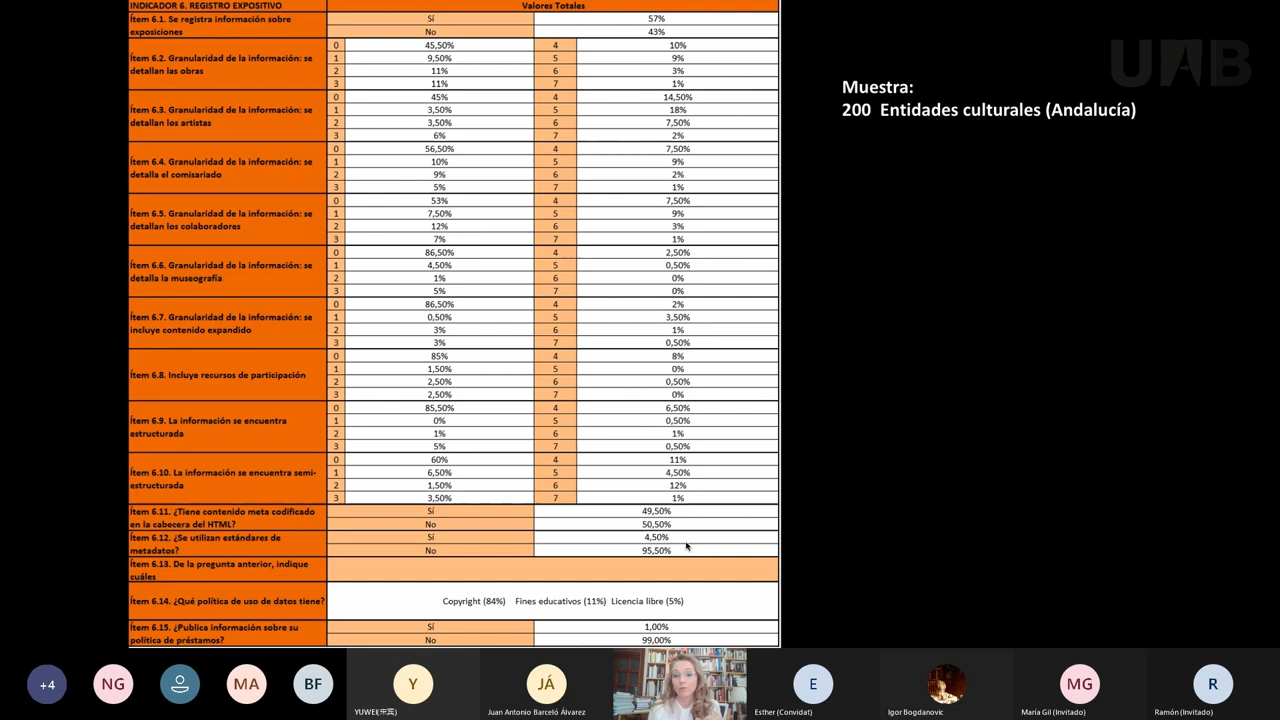 INDICADOR 6. REGISTRO EXPOSITIVO Valores Totales
Ítem 6.1. Se registra información sobre exposiciones
Sí 57%
No 43%
Ítem 6.2. Granularidad de la información: se detallan las obras
0 45,50% 4 10%
1 9,50% 5 9%
2 11% 6 3%
3 11% 7 1%
Ítem 6.3. Granularidad de la información: se detallan los artistas
0 45% 4 14,50%
1 3,50% 5 18%
2 3,50% 6 7,50%
3 6% 7 2%
Ítem 6.4. Granularidad de la información: se detalla el comisariado
0 56,50% 4 7,50%
1 10% 5 9%
2 9% 6 2%
3 5% 7 1%
Ítem 6.5. Granularidad de la información: se detallan los colaboradores
0 53% 4 7,50%
1 7,50% 5 9%
2 12% 6 3%
3 7% 7 1%
Ítem 6.6. Granularidad de la información: se detalla la museografía
0 86,50% 4 2,50%
1 4,50% 5 0,50%
2 1% 6 0%
3 5% 7 0%
Ítem 6.7. Granularidad de la información: se incluye contenido expandido
0 86,50% 4 2%
1 0,50% 5 3,50%
2 3% 6 1%
3 3% 7 0,50%
Ítem 6.8. Incluye recursos de participación
0 85% 4 8%
1 1,50% 5 0%
2 2,50% 6 0,50%
3 2,50% 7 0%
Ítem 6.9. La información se encuentra estructurada
0 85,50% 4 6,50%
1 0% 5 0,50%
2 1% 6 1%
3 5% 7 0,50%
Ítem 6.10. La información se encuentra semi-estructurada
0 60% 4 11%
1 6,50% 5 4,50%
2 1,50% 6 12%
3 3,50% 7 1%
Ítem 6.11. ¿Tiene contenido meta codificado en la cabecera del HTML?
Sí 49,50%
No 50,50%
Ítem 6.12. ¿Se utilizan estándares de metadatos?
Sí 4,50%
No 95,50%
Ítem 6.13. De la pregunta anterior, indique cuáles
Ítem 6.14. ¿Qué política de uso de datos tiene? Copyright (84%) Fines educativos (11%) Licencia libre (5%)
Ítem 6.15. ¿Publica información sobre su política de préstamos?
Sí 1,00%
No 99,00%
UAB
Muestra:
200 Entidades culturales (Andalucía)
+4 NG MA BF Y JÁ E MG R
YUWEI(宋宾) Juan Antonio Barceló Álvarez Esther (Convidat) Igor Bogdanovic María Gil (Invitado) Ramón (Invitado)